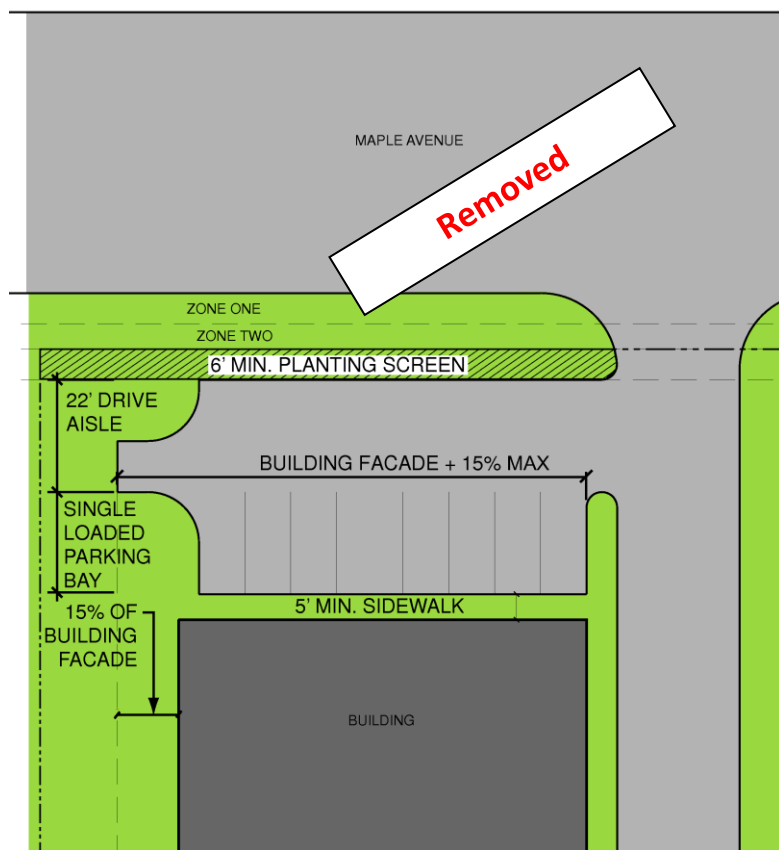 MAPLE AVENUE
Removed
ZONE ONE
ZONE TWO
6' MIN. PLANTING SCREEN
22' DRIVE
AISLE
BUILDING FACADE + 15% MAX
SINGLE
LOADED
PARKING
BAY
5' MIN. SIDEWALK
15% OF
BUILDING
FACADE
BUILDING